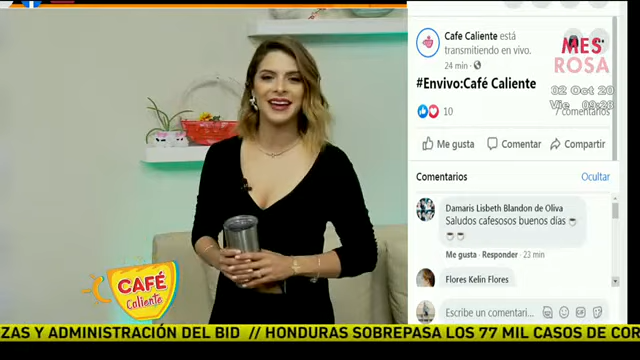 Cafe Caliente está
transmitiendo en vivo.
24 min
MES
ROSA
#Envivo:Café Caliente
02 Oct 20
Vie 09:28
10
7 comentarios
Me gusta
Comentar
Compartir
Comentarios
Ocultar
Damaris Lisbeth Blandon de Oliva
Saludos cafesosos buenos días
Me gusta · Responder · 23 min
Flores Kelin Flores
Escribe un comentari...
CAFÉ
Caliente
ZAS Y ADMINISTRACIÓN DEL BID // HONDURAS SOBREPASA LOS 77 MIL CASOS DE COR